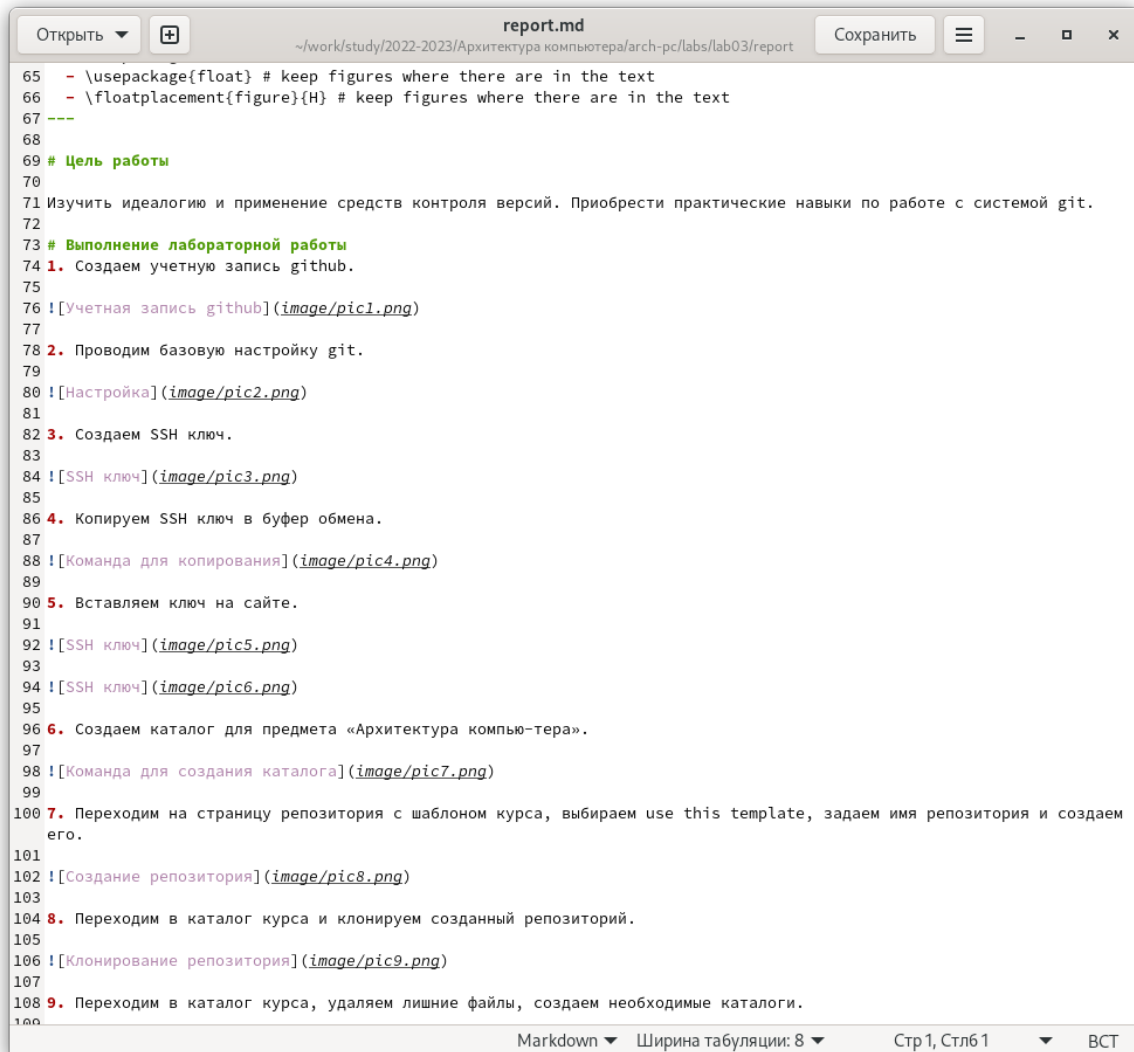 Открыть
report.md
~/work/study/2022-2023/Архитектура компьютера/arch-pc/labs/lab03/report
Сохранить
65 - \usepackage{float} # keep figures where there are in the text
66 - \floatplacement{figure}{H} # keep figures where there are in the text
67 ---
68
69 # Цель работы
70
71 Изучить идеалогию и применение средств контроля версий. Приобрести практические навыки по работе с системой git.
72
73 # Выполнение лабораторной работы
74 1. Создаем учетную запись github.
75
76 ![Учетная запись github](image/pic1.png)
77
78 2. Проводим базовую настройку git.
79
80 ![Настройка](image/pic2.png)
81
82 3. Создаем SSH ключ.
83
84 ![SSH ключ](image/pic3.png)
85
86 4. Копируем SSH ключ в буфер обмена.
87
88 ![Команда для копирования](image/pic4.png)
89
90 5. Вставляем ключ на сайте.
91
92 ![SSH ключ](image/pic5.png)
93
94 ![SSH ключ](image/pic6.png)
95
96 6. Создаем каталог для предмета «Архитектура компью-тера».
97
98 ![Команда для создания каталога](image/pic7.png)
99
100 7. Переходим на страницу репозитория с шаблоном курса, выбираем use this template, задаем имя репозитория и создаем
его.
101
102 ![Создание репозитория](image/pic8.png)
103
104 8. Переходим в каталог курса и клонируем созданный репозиторий.
105
106 ![Клонирование репозитория](image/pic9.png)
107
108 9. Переходим в каталог курса, удаляем лишние файлы, создаем необходимые каталоги.
109
Markdown Ширина табуляции: 8 Стр 1, Стлб 1 ВСТ